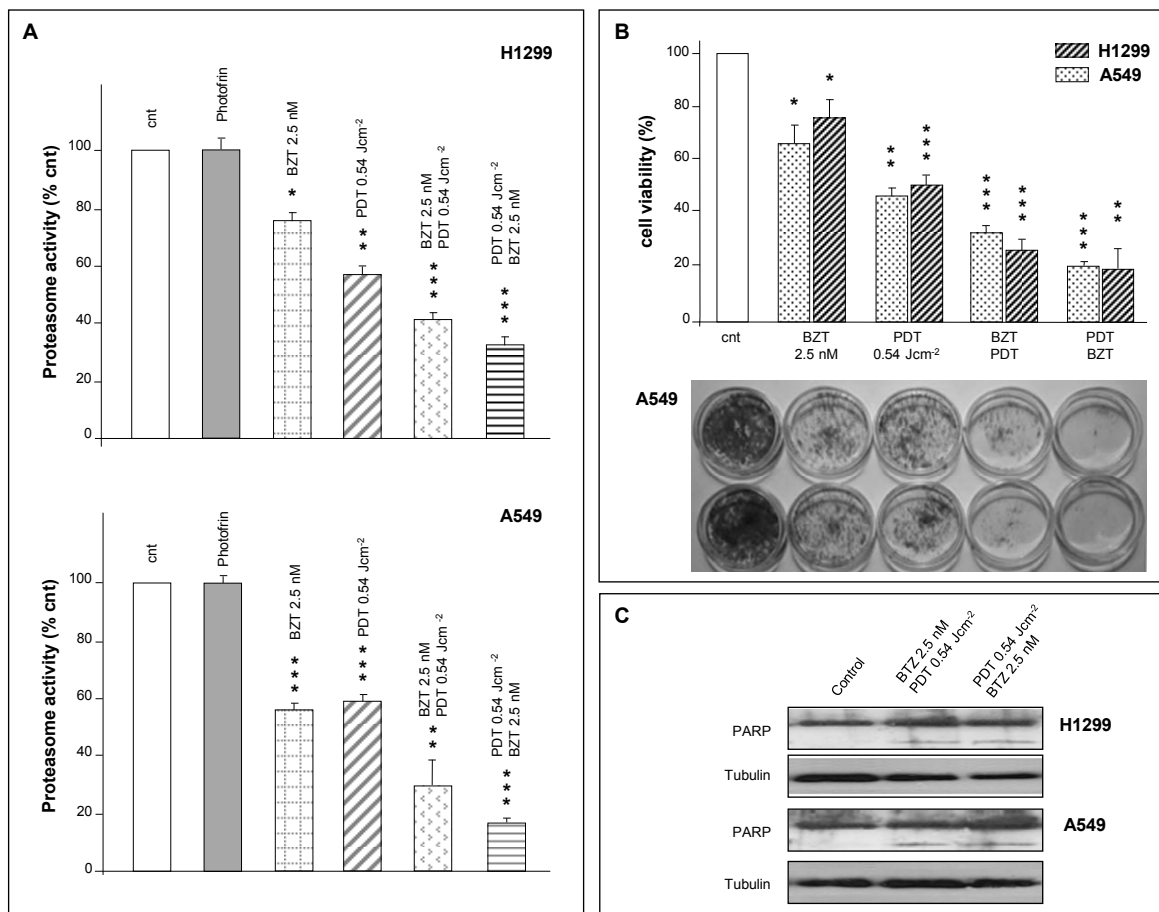 A
H1299
Proteasome activity (% cnt)
100
80
60
40
20
0
cnt
Photofrin
* BZT 2.5 nM
** PDT 0.54 Jcm-2
*** BZT 2.5 nM
PDT 0.54 Jcm-2
*** PDT 0.54 Jcm-2
BZT 2.5 nM
A549
Proteasome activity (% cnt)
100
80
60
40
20
0
cnt
Photofrin
*** BZT 2.5 nM
*** PDT 0.54 Jcm-2
** BZT 2.5 nM
PDT 0.54 Jcm-2
*** PDT 0.54 Jcm-2
BZT 2.5 nM
B
H1299
A549
cell viability (%)
100
80
60
40
20
0
* *
** ***
*** ***
*** **
cnt
BZT
2.5 nM
PDT
0.54 Jcm-2
BZT
PDT
PDT
BZT
A549
C
Control
BTZ 2.5 nM
PDT 0.54 Jcm-2
PDT 0.54 Jcm-2
BTZ 2.5 nM
PARP
H1299
Tubulin
PARP
A549
Tubulin